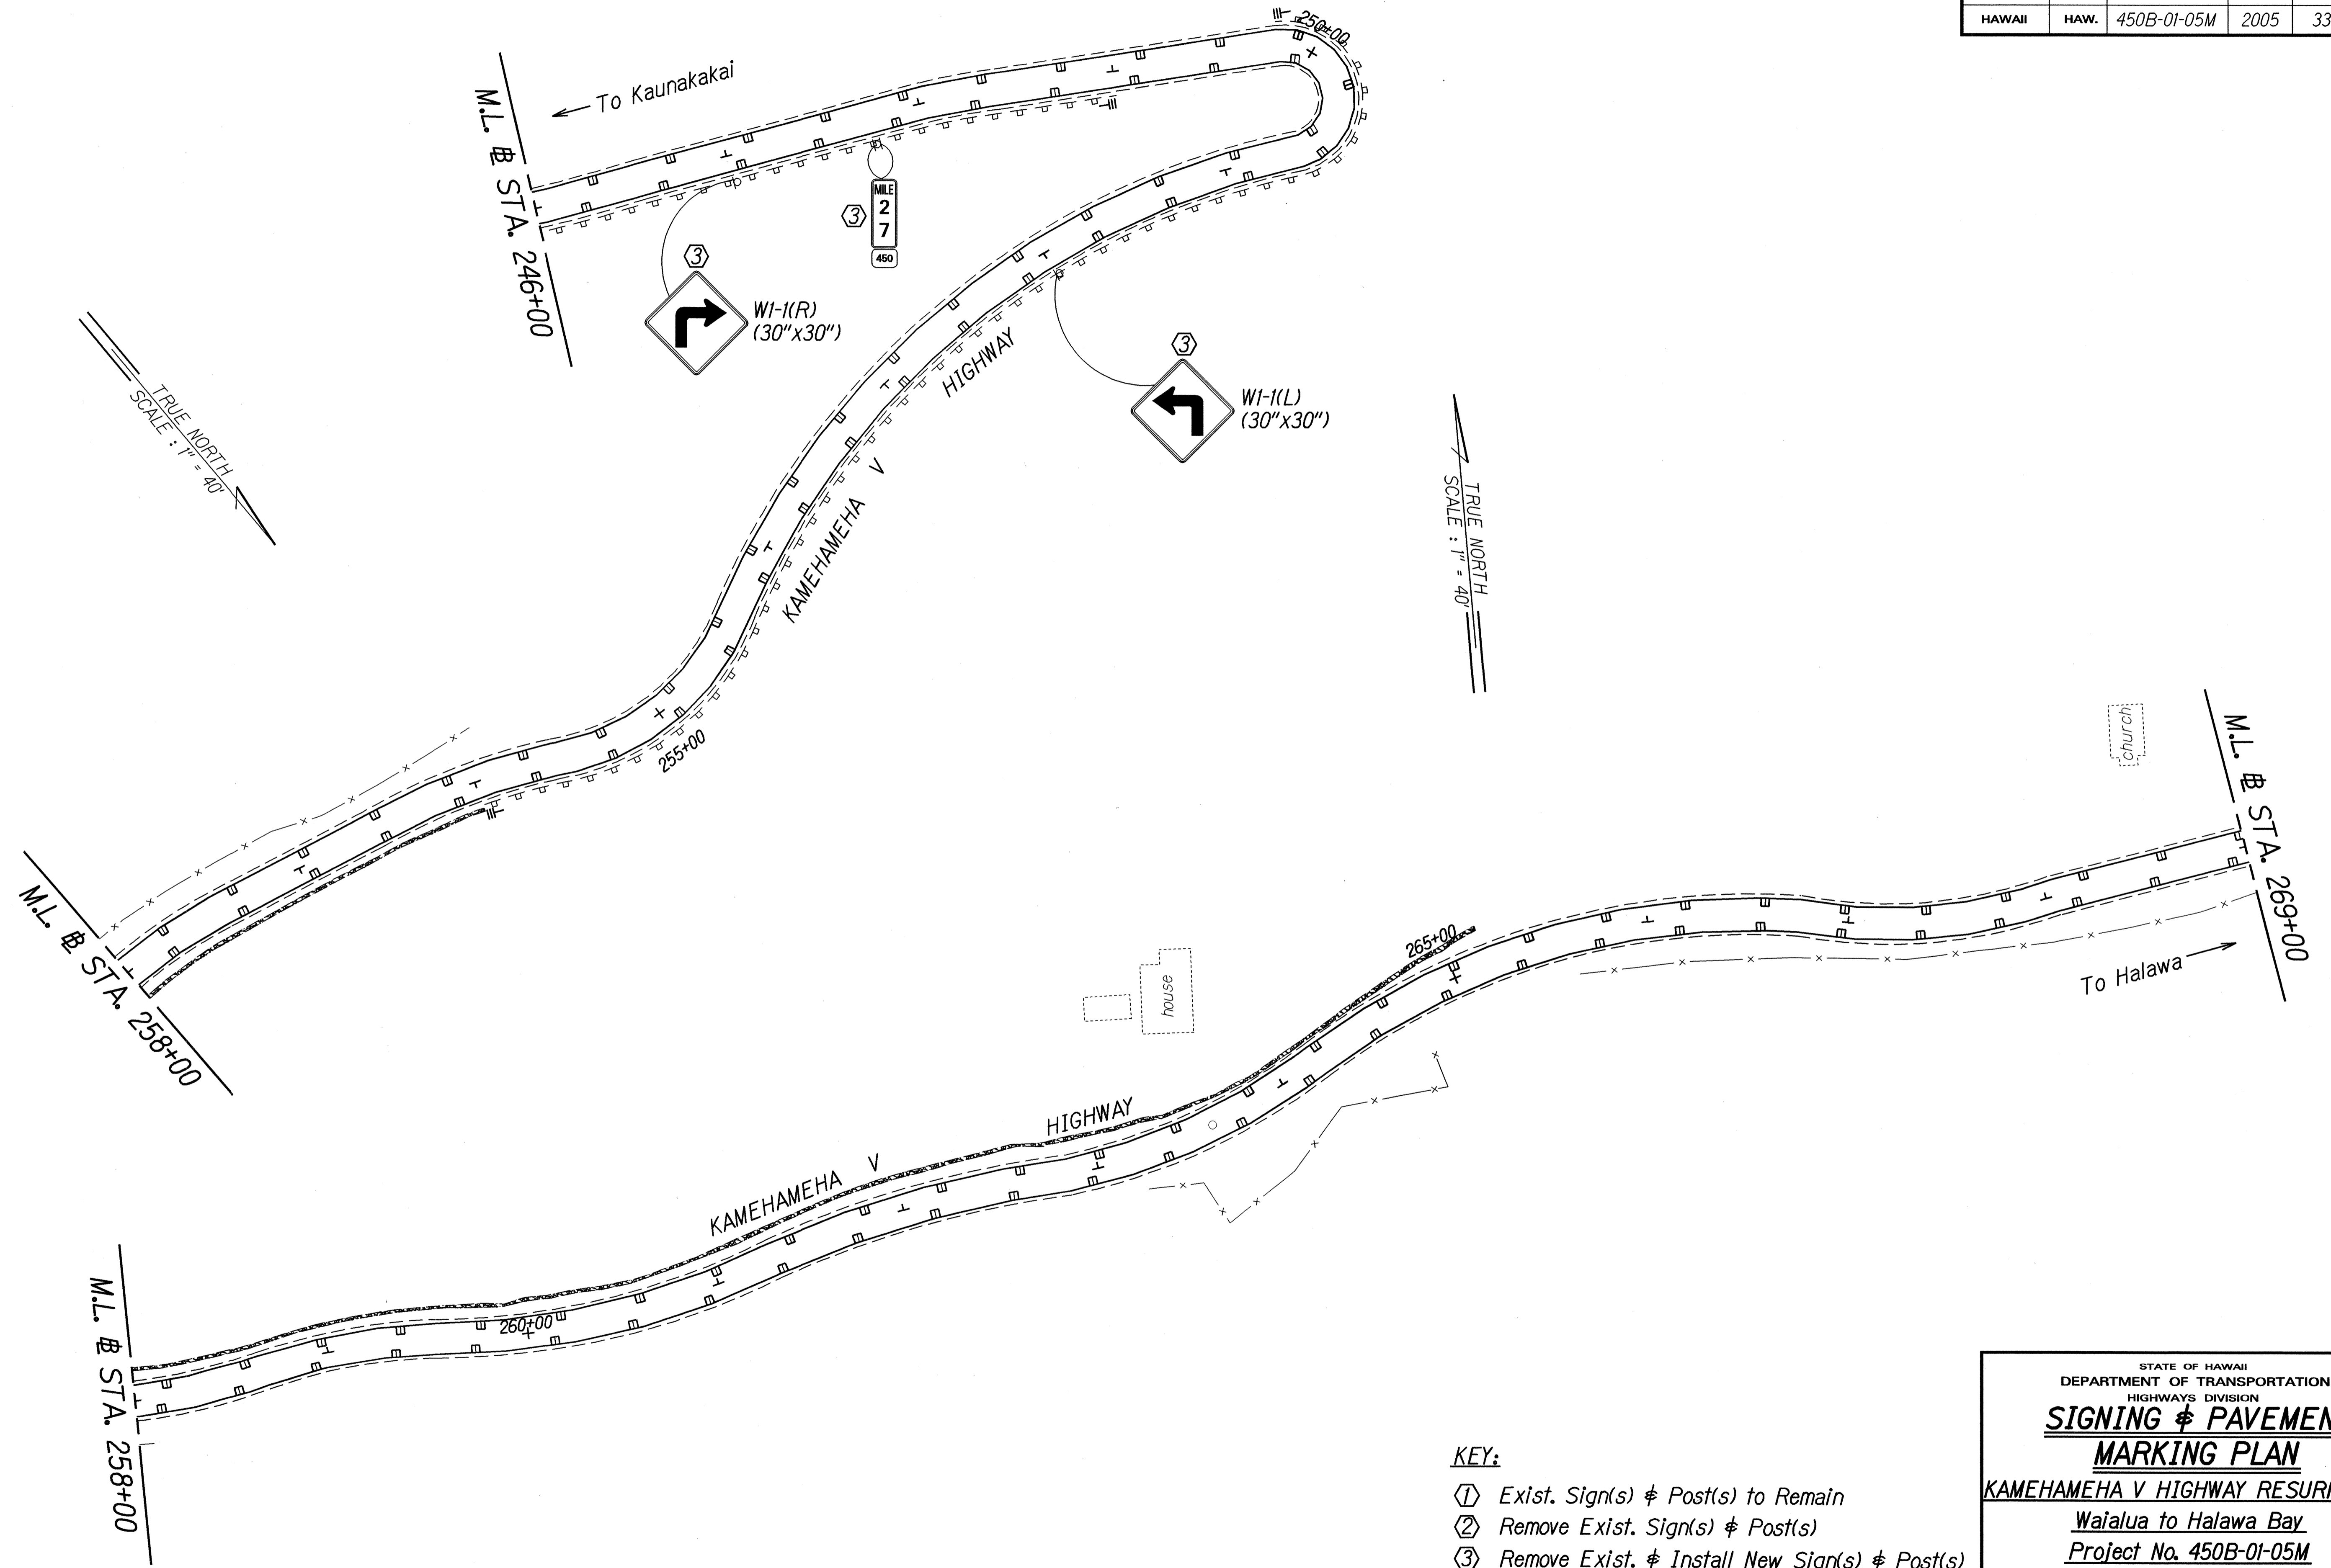 HAWAII HAW. 450B-01-05M 2005 33
250+00
To Kaunakakai
M.L. BL STA. 246+00
MILE
2
7
450
3
3
W1-1(R)
(30"x30")
3
W1-1(L)
(30"x30")
KAMEHAMEHA V HIGHWAY
TRUE NORTH
SCALE : 1" = 40'
TRUE NORTH
SCALE : 1" = 40'
255+00
M.L. BL STA. 258+00
church
M.L. BL STA. 269+00
265+00
To Halawa
house
KAMEHAMEHA V HIGHWAY
260+00
M.L. BL STA. 258+00
KEY:
1 Exist. Sign(s) & Post(s) to Remain
2 Remove Exist. Sign(s) & Post(s)
3 Remove Exist. & Install New Sign(s) & Post(s)
STATE OF HAWAII
DEPARTMENT OF TRANSPORTATION
HIGHWAYS DIVISION
SIGNING & PAVEMEN
MARKING PLAN
KAMEHAMEHA V HIGHWAY RESUR
Waialua to Halawa Bay
Project No. 450B-01-05M